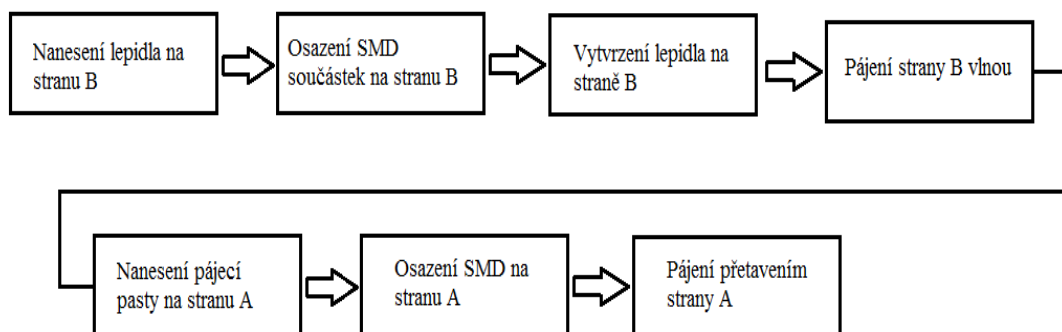 Nanesení lepidla na
stranu B
Osazení SMD
součástek na stranu B
Vytvrzení lepidla na
straně B
Pájení strany B vlnou
Nanesení pájecí
pasty na stranu A
Osazení SMD na
stranu A
Pájení přetavením
strany A